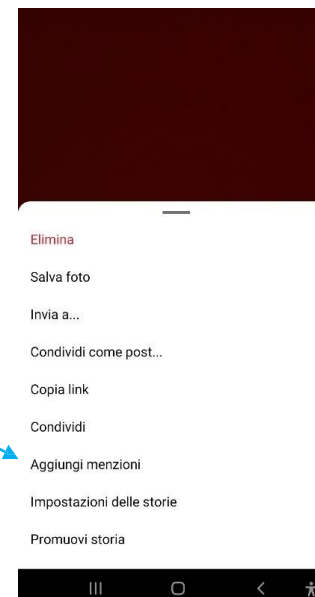 Elimina
Salva foto
Invia a...
Condividi come post...
Copia link
Condividi
Aggiungi menzioni
Impostazioni delle storie
Promuovi storia